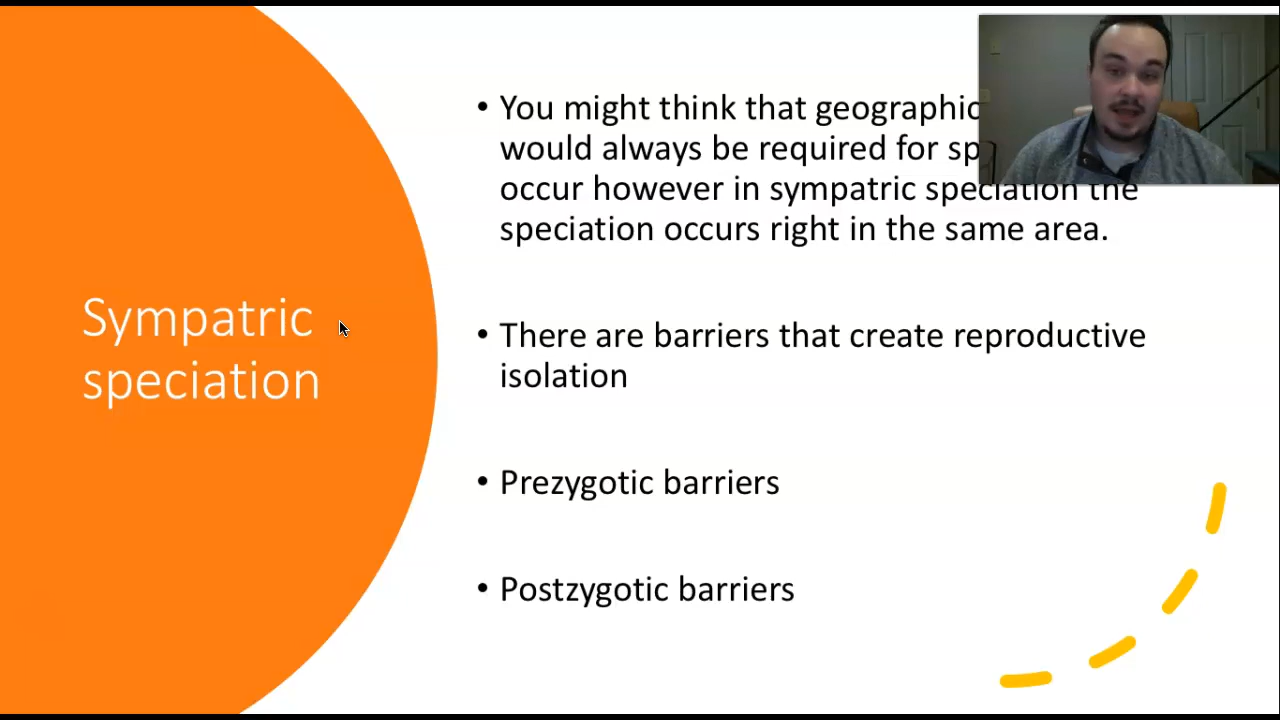 Sympatric
speciation
• You might think that geographic
would always be required for sp
occur however in sympatric speciation the
speciation occurs right in the same area.
• There are barriers that create reproductive
isolation
• Prezygotic barriers
• Postzygotic barriers